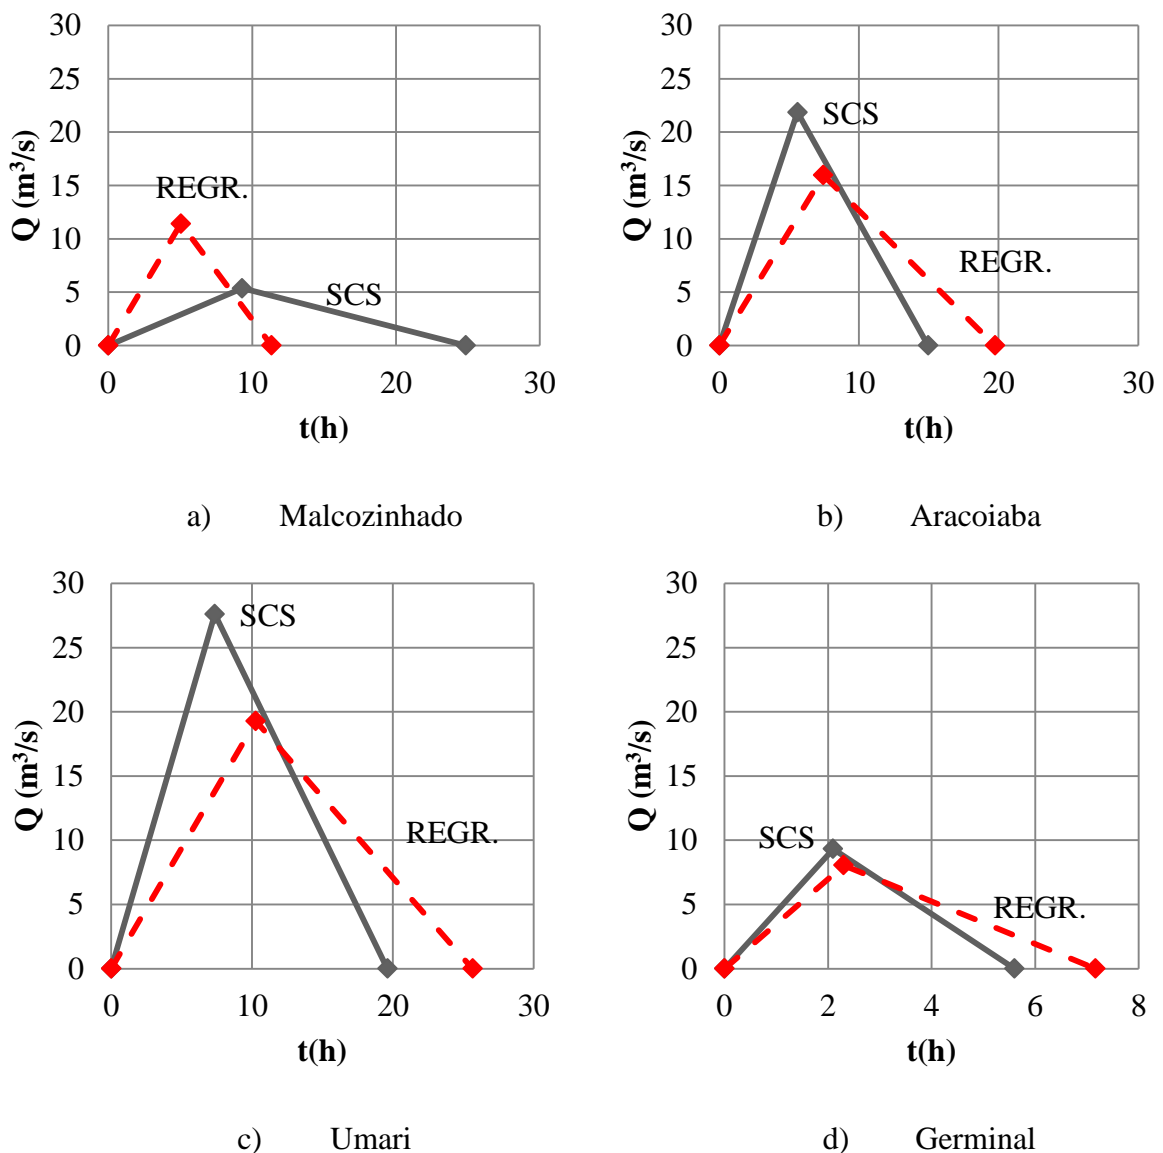 30
25
20
15
10
5
0
Q (m³/s)
REGR.
SCS
0 10 20 30
t(h)
a) Malcozinhado
30
25
20
15
10
5
0
Q (m³/s)
SCS
REGR.
0 10 20 30
t(h)
b) Aracoiaba
30
25
20
15
10
5
0
Q (m³/s)
SCS
REGR.
0 10 20 30
t(h)
c) Umari
30
25
20
15
10
5
0
Q (m³/s)
SCS
REGR.
0 2 4 6 8
t(h)
d) Germinal